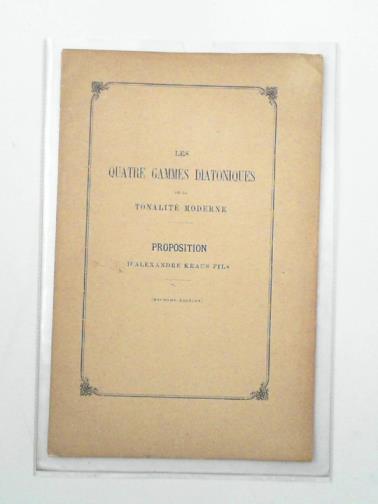 LES
QUATRE GAMMES DIATONIQUES
DE LA
TONALITÉ MODERNE
PROPOSITION
D'ALEXANDRE KRAUS FILS